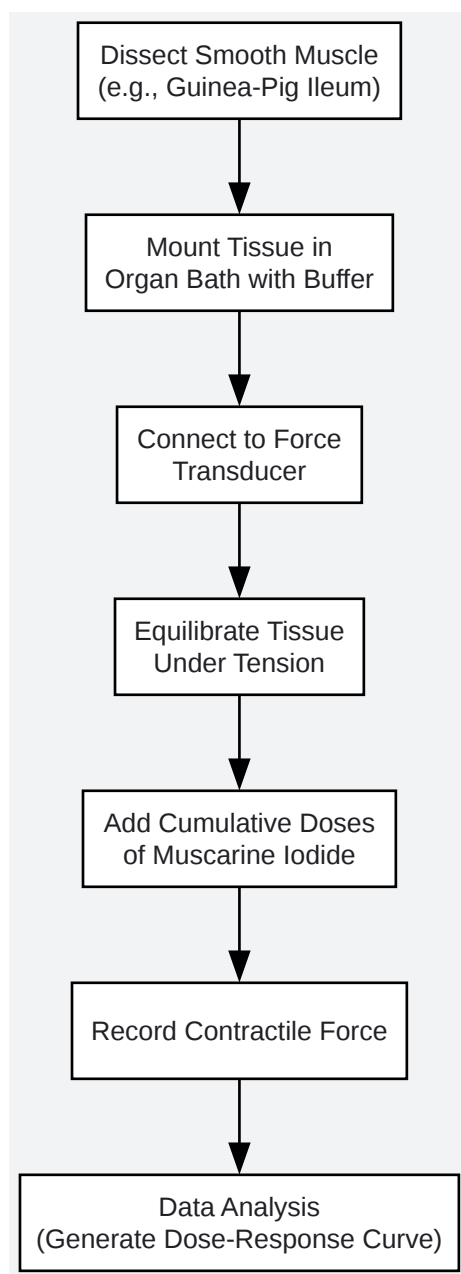 Dissect Smooth Muscle
(e.g., Guinea-Pig Ileum)
Mount Tissue in
Organ Bath with Buffer
Connect to Force
Transducer
Equilibrate Tissue
Under Tension
Add Cumulative Doses
of Muscarine Iodide
Record Contractile Force
Data Analysis
(Generate Dose-Response Curve)